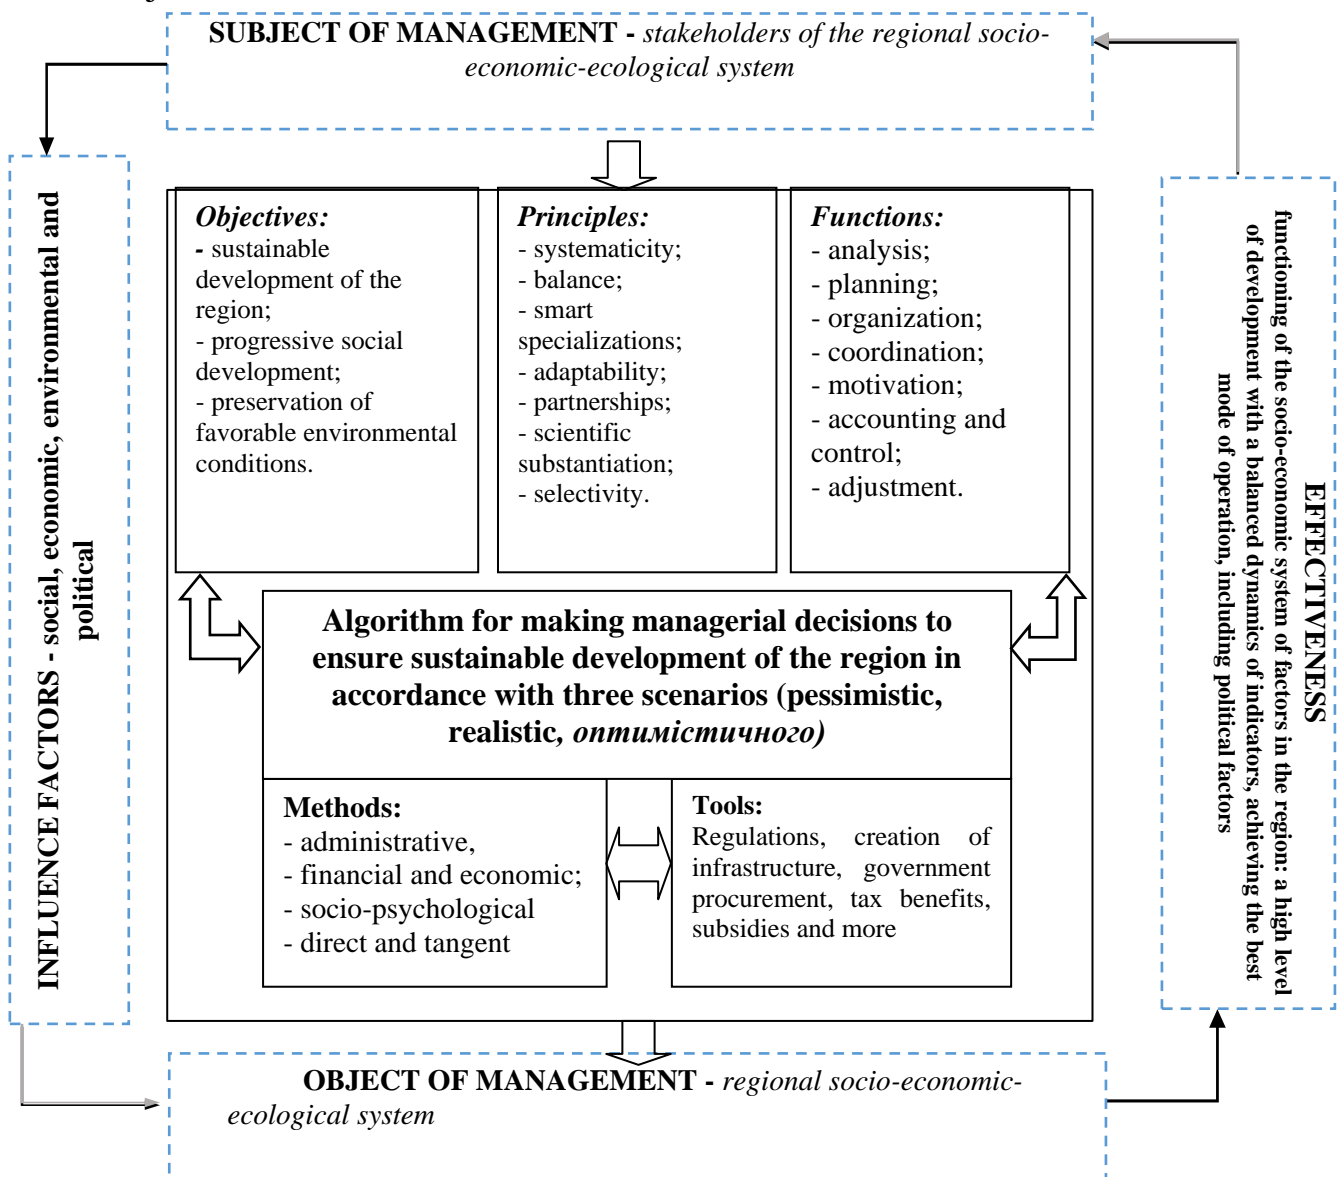 SUBJECT OF MANAGEMENT - stakeholders of the regional socio-
economic-ecological system
INFLUENCE FACTORS - social, economic, environmental and
political
Objectives:
- sustainable
development of the
region;
- progressive social
development;
- preservation of
favorable environmental
conditions.
Principles:
- systematicity;
- balance;
- smart
specializations;
- adaptability;
- partnerships;
- scientific
substantiation;
- selectivity.
Functions:
- analysis;
- planning;
- organization;
- coordination;
- motivation;
- accounting and
control;
- adjustment.
EFFECTIVENESS
functioning of the socio-economic system of factors in the region: a high level
of development with a balanced dynamics of indicators, achieving the best
mode of operation, including political factors
Algorithm for making managerial decisions to
ensure sustainable development of the region in
accordance with three scenarios (pessimistic,
realistic, оптимістичного)
Methods:
- administrative,
- financial and economic;
- socio-psychological
- direct and tangent
Tools:
Regulations, creation of
infrastructure, government
procurement, tax benefits,
subsidies and more
OBJECT OF MANAGEMENT - regional socio-economic-
ecological system